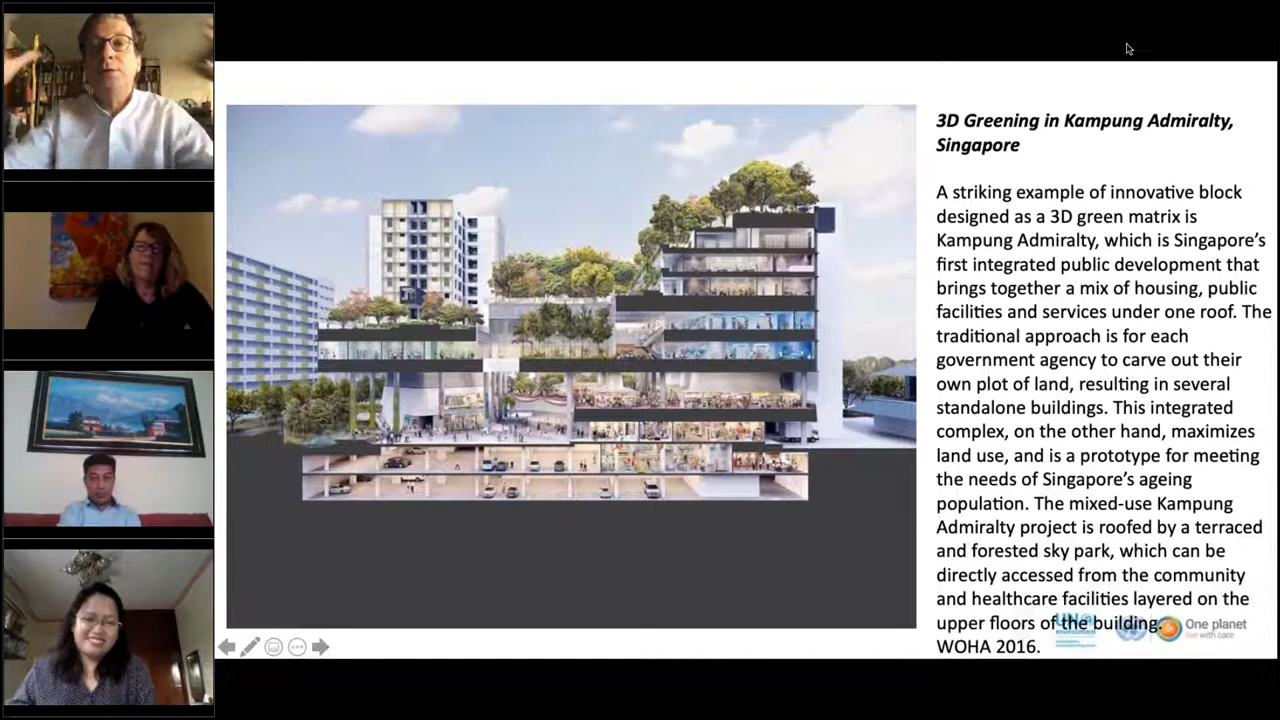 3D Greening in Kampung Admiralty,
Singapore
A striking example of innovative block
designed as a 3D green matrix is
Kampung Admiralty, which is Singapore’s
first integrated public development that
brings together a mix of housing, public
facilities and services under one roof. The
traditional approach is for each
government agency to carve out their
own plot of land, resulting in several
standalone buildings. This integrated
complex, on the other hand, maximizes
land use, and is a prototype for meeting
the needs of Singapore’s ageing
population. The mixed-use Kampung
Admiralty project is roofed by a terraced
and forested sky park, which can be
directly accessed from the community
and healthcare facilities layered on the
upper floors of the building.
WOHA 2016.
One planet
live with care